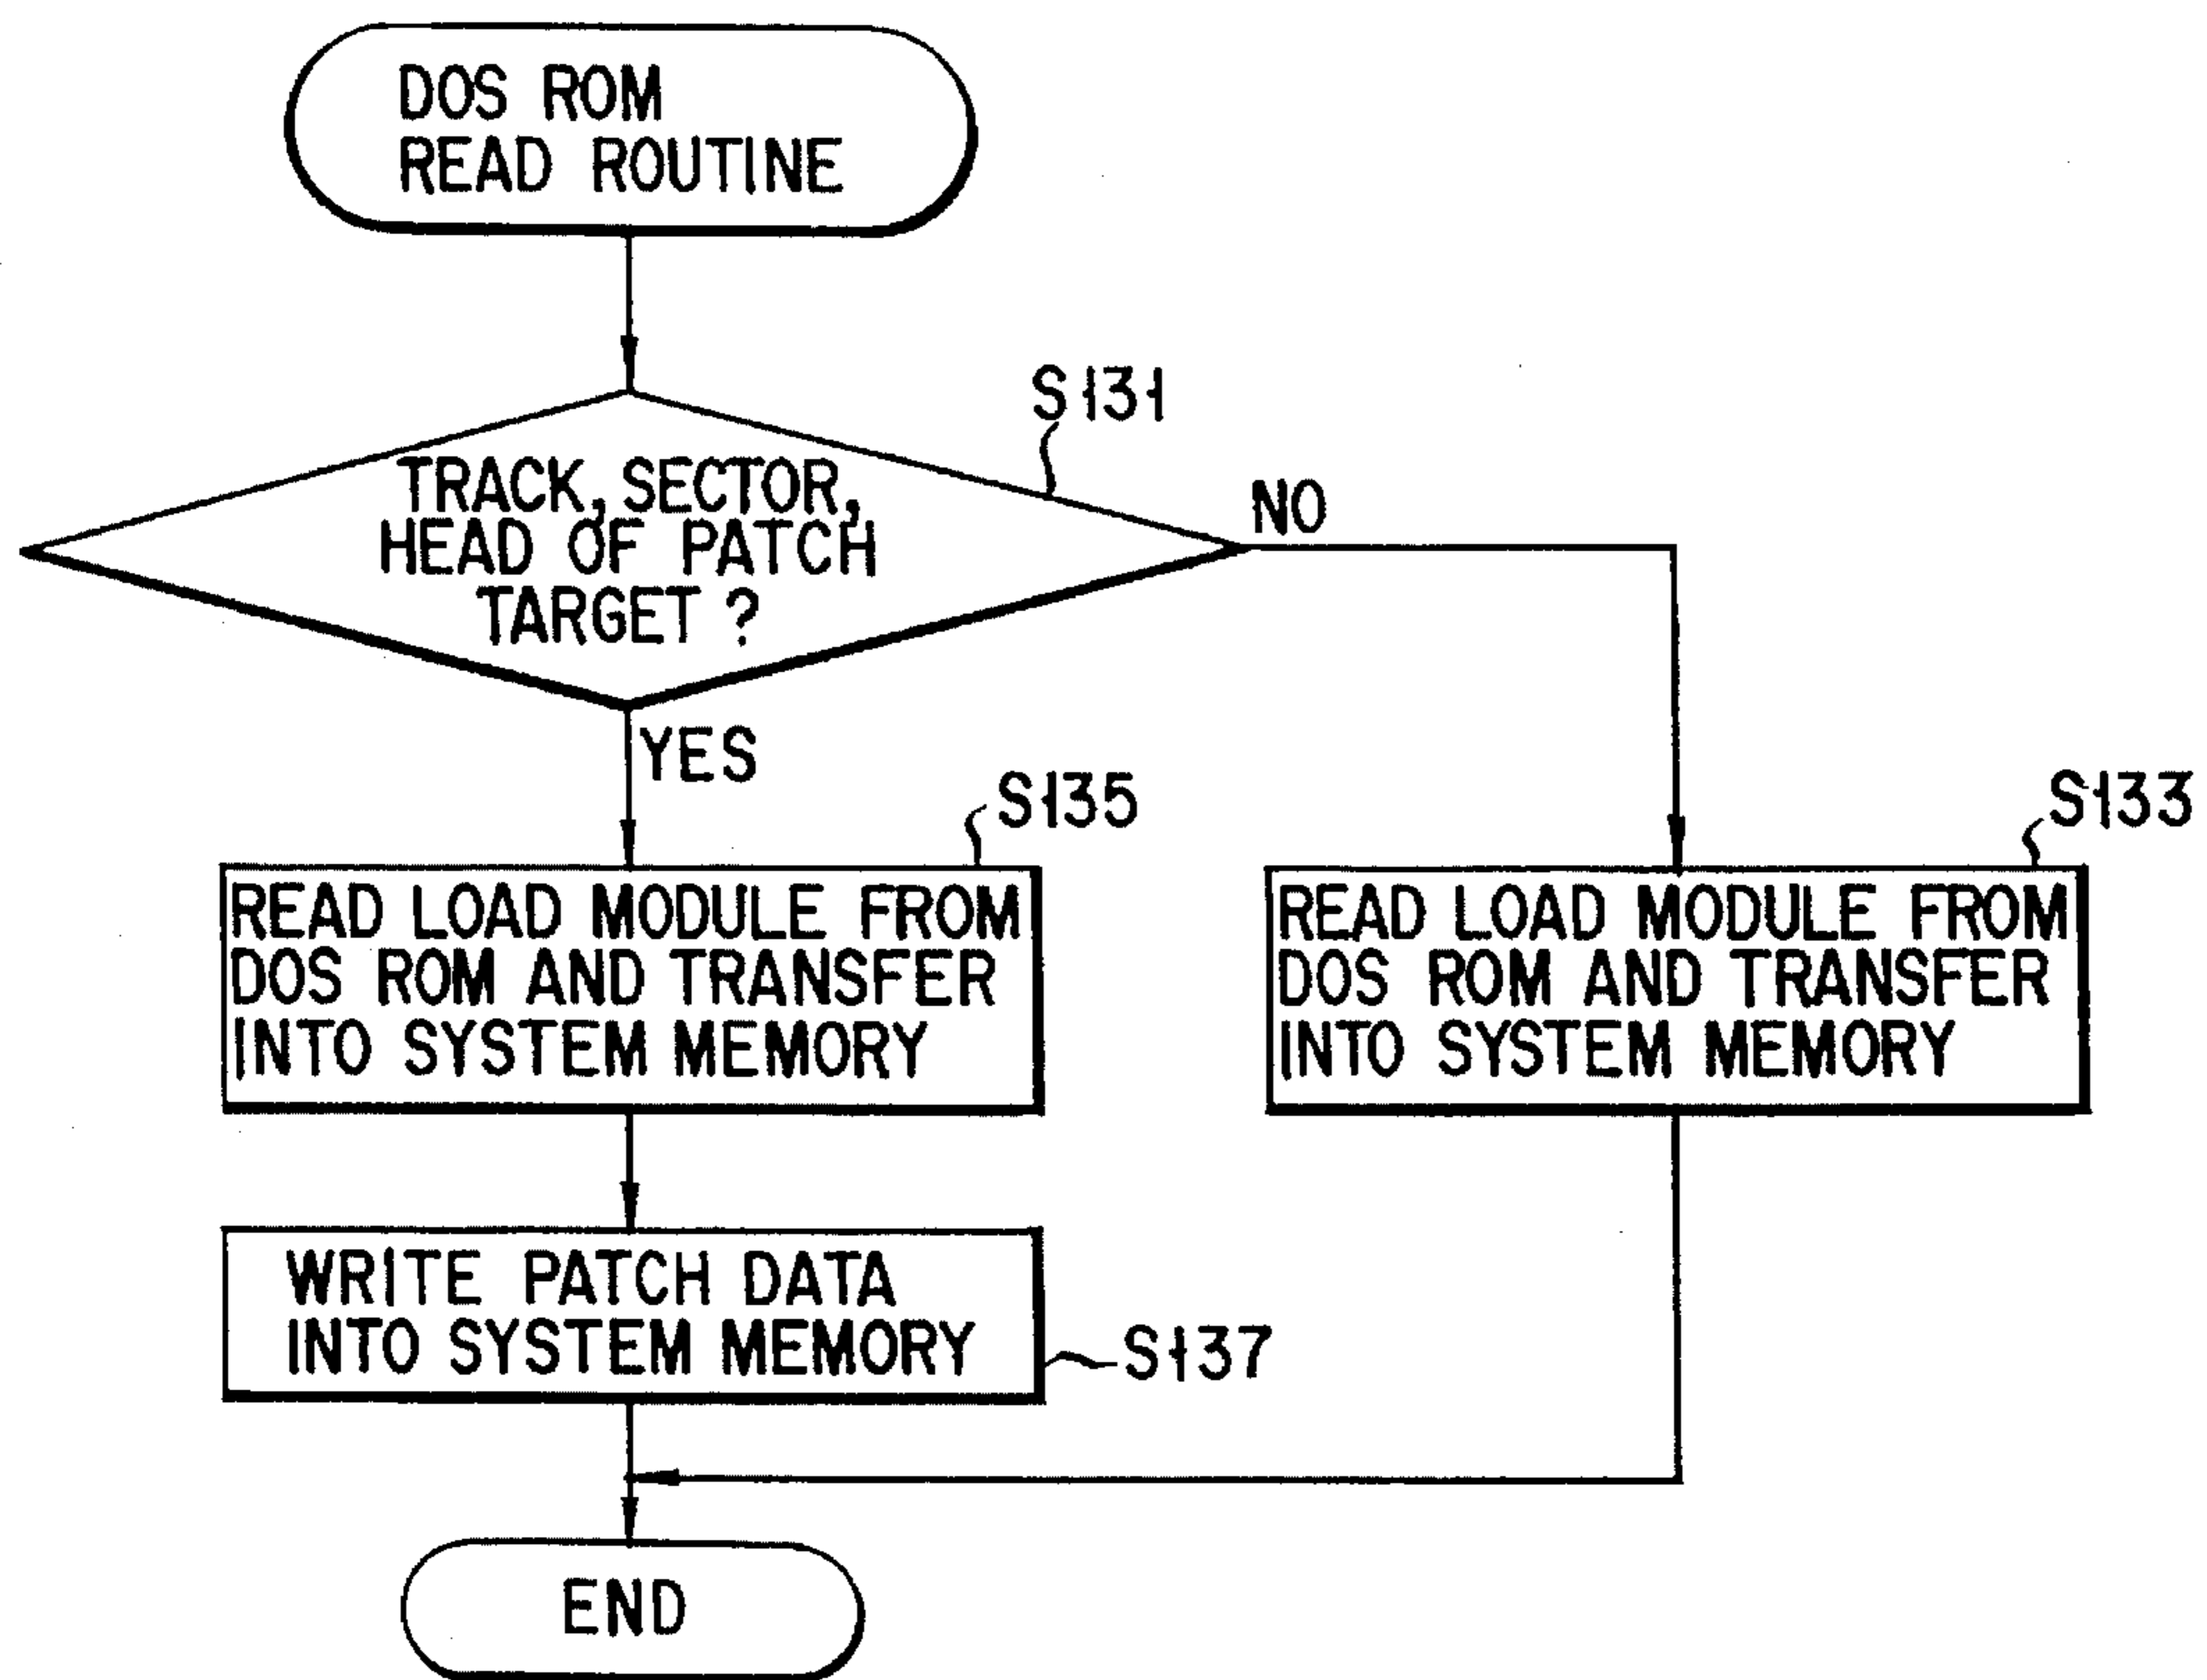 DOS ROM
READ ROUTINE
S131
TRACK, SECTOR,
HEAD OF PATCH
TARGET ?
NO
YES
S135
READ LOAD MODULE FROM
DOS ROM AND TRANSFER
INTO SYSTEM MEMORY
S133
READ LOAD MODULE FROM
DOS ROM AND TRANSFER
INTO SYSTEM MEMORY
WRITE PATCH DATA
INTO SYSTEM MEMORY
S137
END